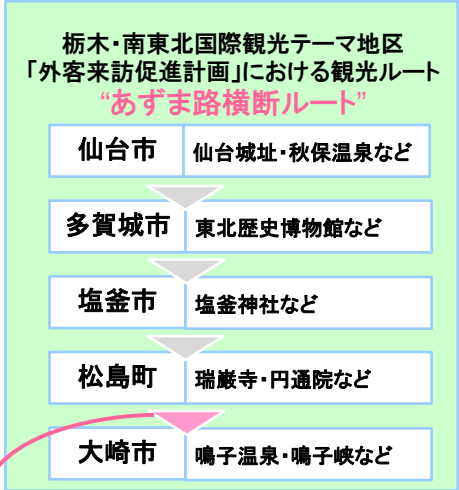 栃木・南東北国際観光テーマ地区
「外客来訪促進計画」における観光ルート
“あずま路横断ルート”
仙台市 仙台城址・秋保温泉など
多賀城市 東北歴史博物館など
塩釜市 塩釜神社など
松島町 瑞巌寺・円通院など
大崎市 鳴子温泉・鳴子峡など